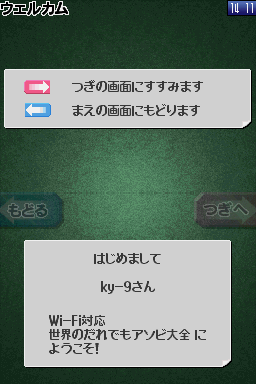 ウェルカム
つぎの画面にすすみます
まえの画面にもどります
もどる
つぎへ
はじめまして
ky-9さん
Wi-Fi対応
世界のだれでもアソビ大全 に
ようこそ!